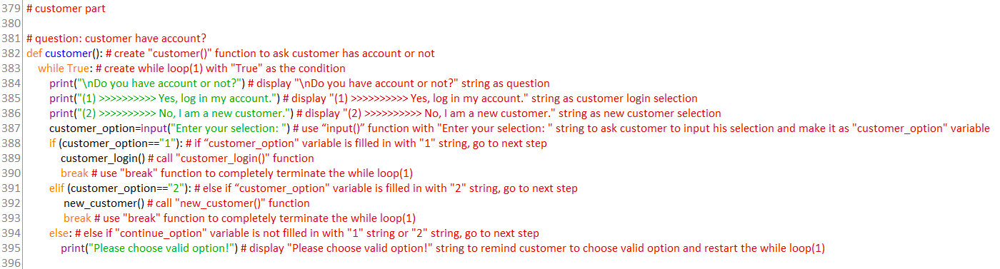 379 # customer part
380
381 # question: customer have account?
382 def customer(): # create "customer()" function to ask customer has account or not
383     while True: # create while loop(1) with "True" as the condition
384         print("\nDo you have account or not?") # display "\nDo you have account or not?" string as question
385         print("(1) >>>>>>>>>> Yes, log in my account.") # display "(1) >>>>>>>>>> Yes, log in my account." string as customer login selection
386         print("(2) >>>>>>>>>> No, I am a new customer.") # display "(2) >>>>>>>>>> No, I am a new customer." string as new customer selection
387         customer_option=input("Enter your selection: ") # use “input()” function with "Enter your selection: " string to ask customer to input his selection and make it as "customer_option" variable
388         if (customer_option=="1"): # if “customer_option" variable is filled in with "1" string, go to next step
389             customer_login() # call "customer_login()" function
390             break # use "break" function to completely terminate the while loop(1)
391         elif (customer_option=="2"): # else if “customer_option" variable is filled in with "2" string, go to next step
392              new_customer() # call "new_customer()" function
393              break # use "break" function to completely terminate the while loop(1)
394         else: # else if "continue_option" variable is not filled in with "1" string or "2" string, go to next step
395             print("Please choose valid option!") # display "Please choose valid option!" string to remind customer to choose valid option and restart the while loop(1)
396